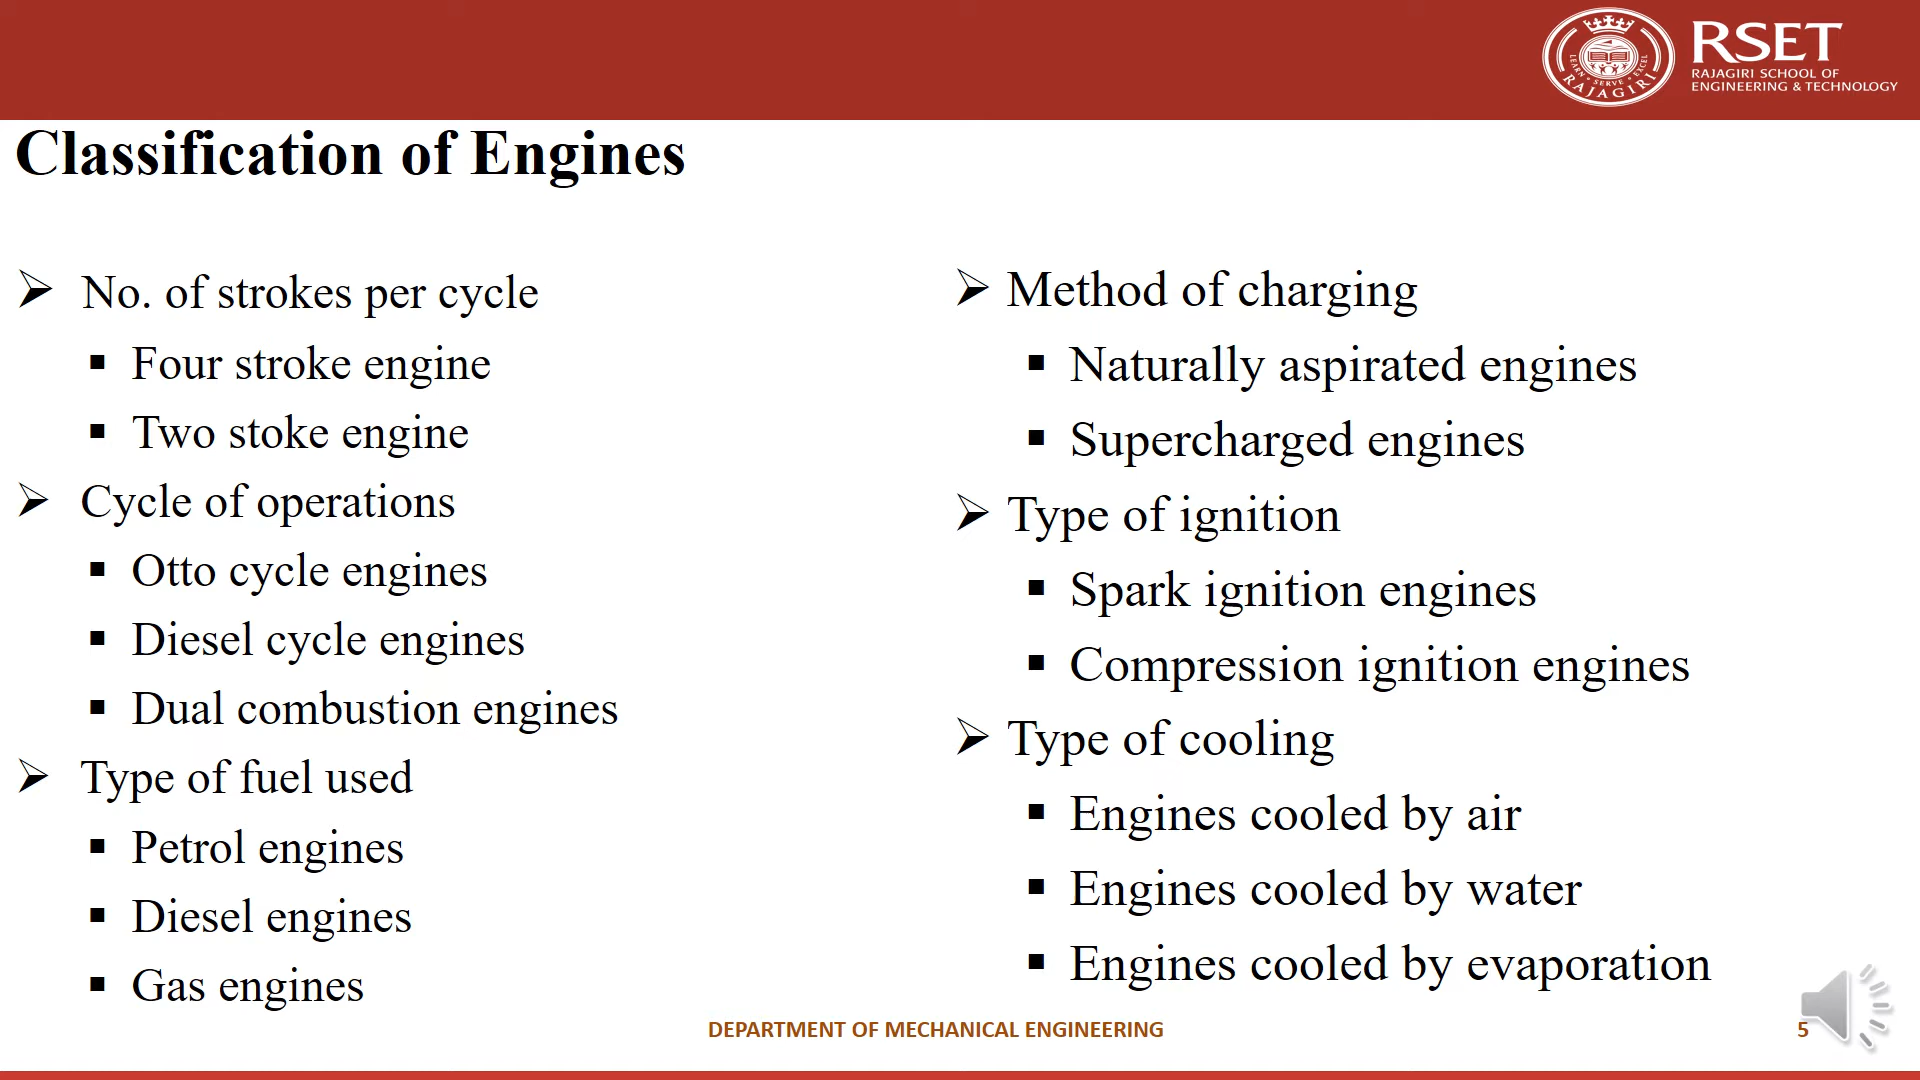 RSET
RAJAGIRI SCHOOL OF
ENGINEERING & TECHNOLOGY
LEARN • SERVE • EXCEL
RAJAGIRI
Classification of Engines
No. of strokes per cycle
Four stroke engine
Two stoke engine
Cycle of operations
Otto cycle engines
Diesel cycle engines
Dual combustion engines
Type of fuel used
Petrol engines
Diesel engines
Gas engines
Method of charging
Naturally aspirated engines
Supercharged engines
Type of ignition
Spark ignition engines
Compression ignition engines
Type of cooling
Engines cooled by air
Engines cooled by water
Engines cooled by evaporation
DEPARTMENT OF MECHANICAL ENGINEERING
5